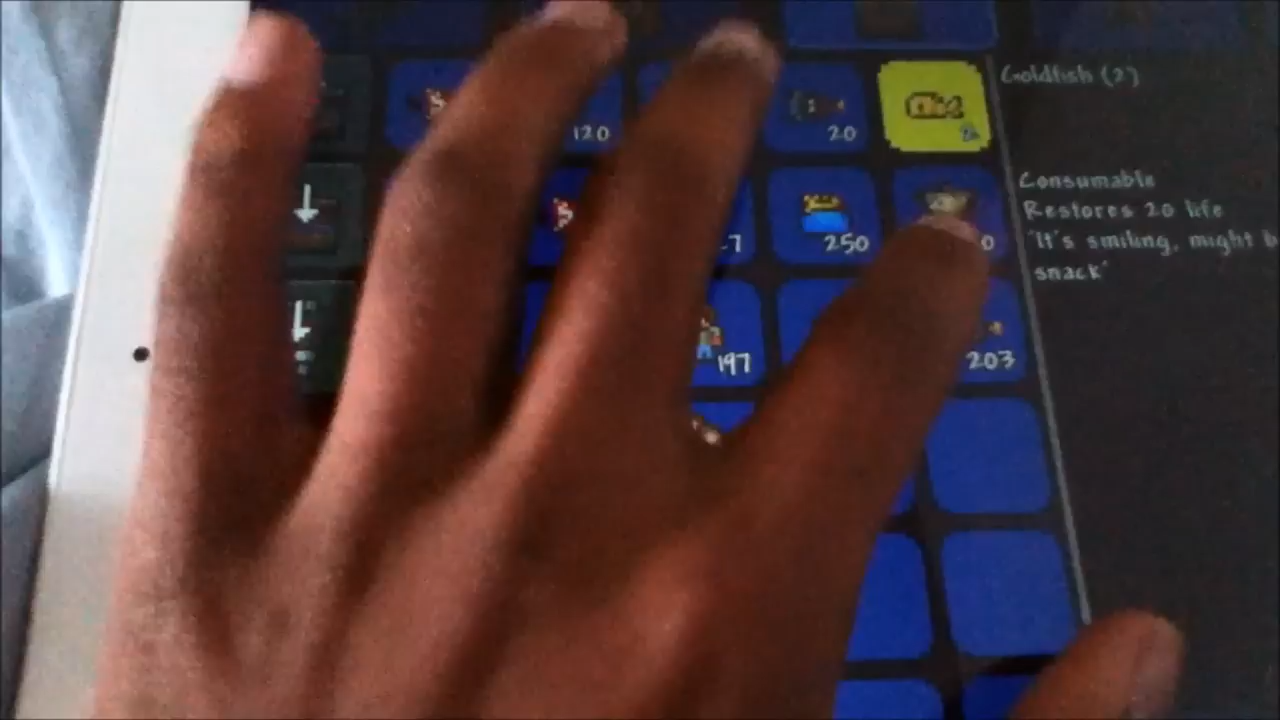 Goldfish (2)
120
20
Consumable
Restores 20 life
250
"It's smiling, might b
snack"
197
203